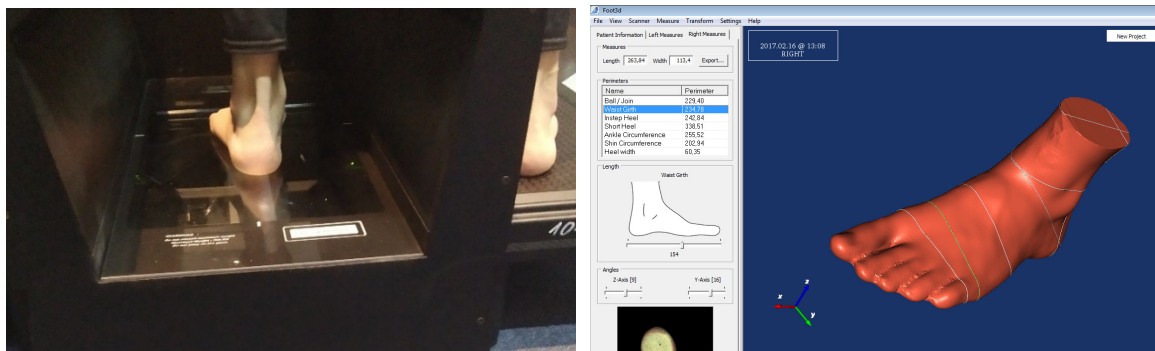 10
Foot3d
File View Scanner Measure Transform Settings Help
Patient Information Left Measures Right Measures
Measures
Length 263,84 Width 113,4 Export...
Perimeters
Name Perimeter
Ball / Join 229,40
Waist Girth 234,78
Instep Heel 242,84
Short Heel 338,51
Ankle Circumference 255,52
Shin Circumference 202,94
Heel width 60,35
Length
Waist Girth
154
Angles
Z-Axis [9] Y-Axis [16]
2017.02.16 @ 13:08
RIGHT
New Project
x
z
y